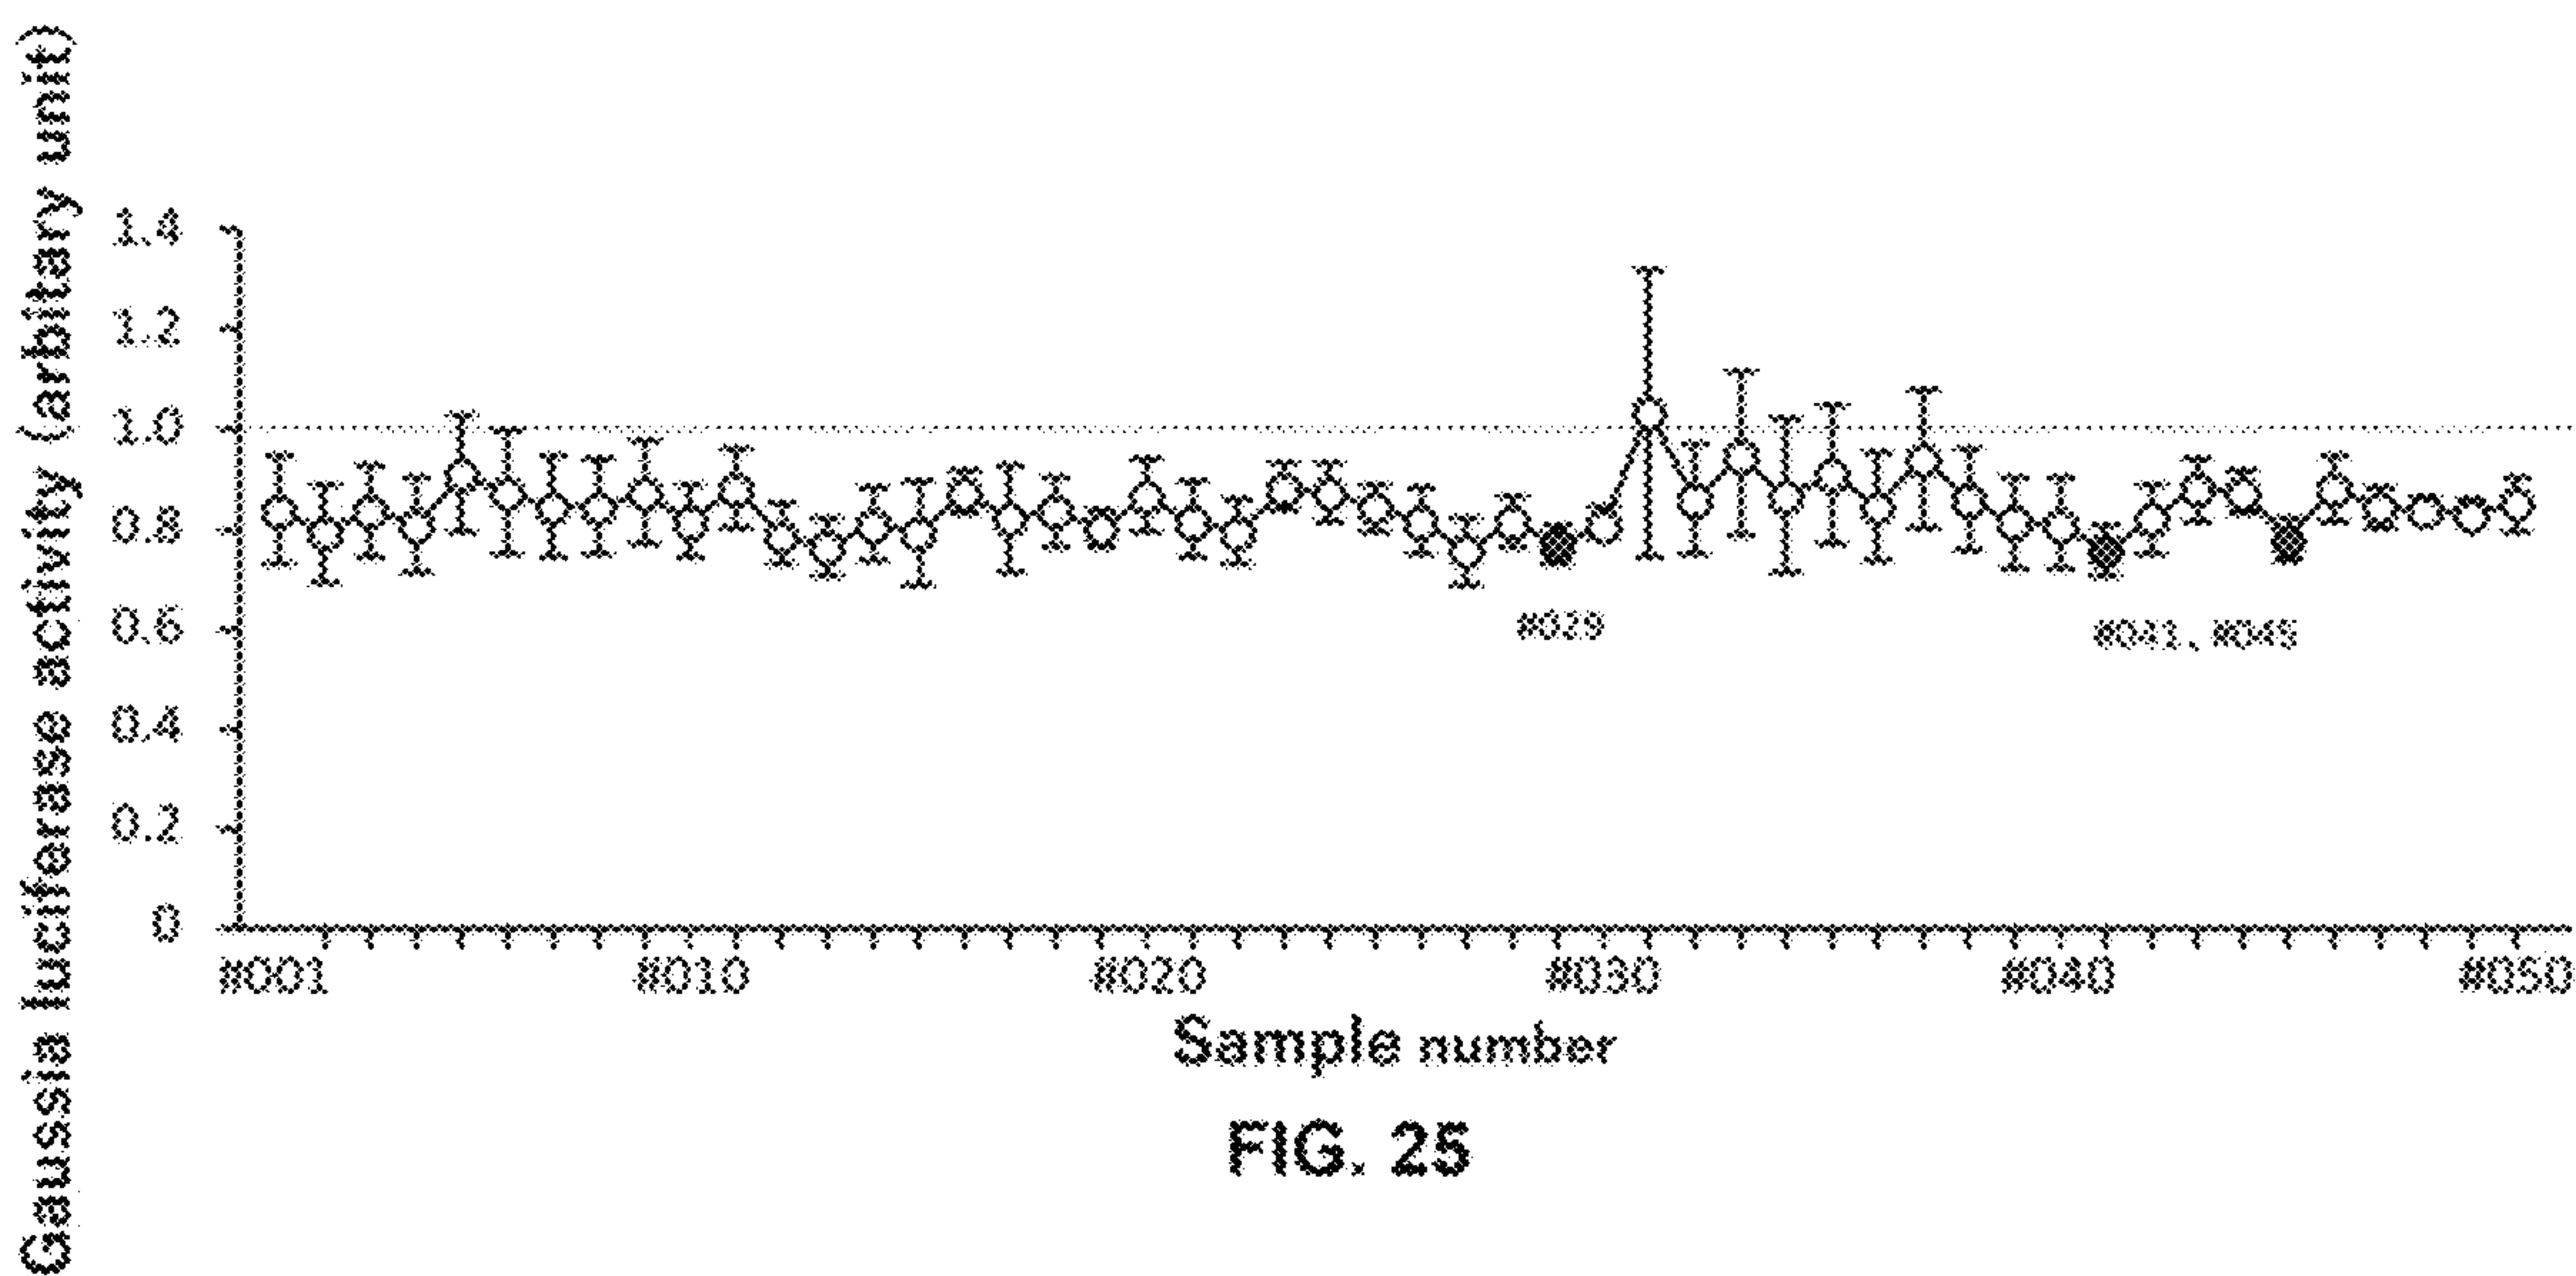 Gaussia luciferase activity (arbitary unit)
1.4
1.2
1.0
0.8
0.6
0.4
0.2
0
#029
#041, #045
#001 #010 #020 #030 #040 #050
Sample number
FIG. 25